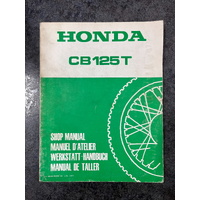 HONDA
CB125T
SHOP MANUAL
MANUEL D'ATELIER
WERKSTATT-HANDBUCH
MANUAL DE TALLER